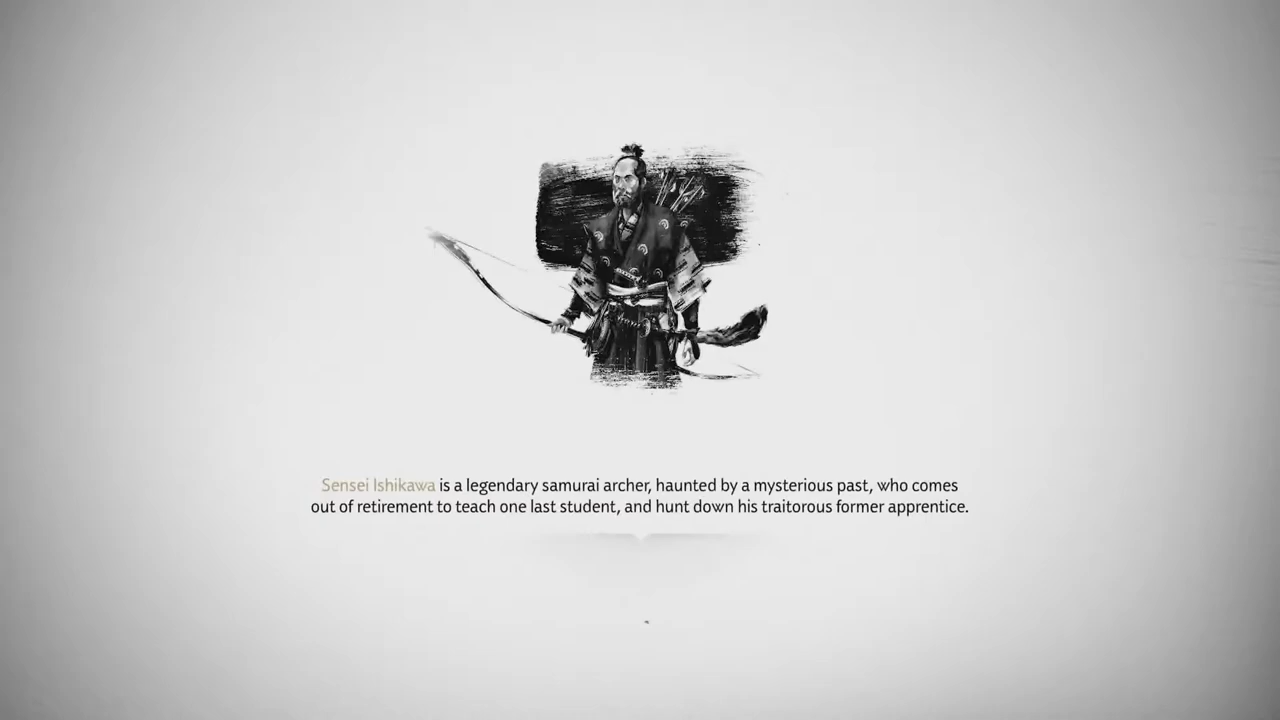 Sensei Ishikawa is a legendary samurai archer, haunted by a mysterious past, who comes
out of retirement to teach one last student, and hunt down his traitorous former apprentice.